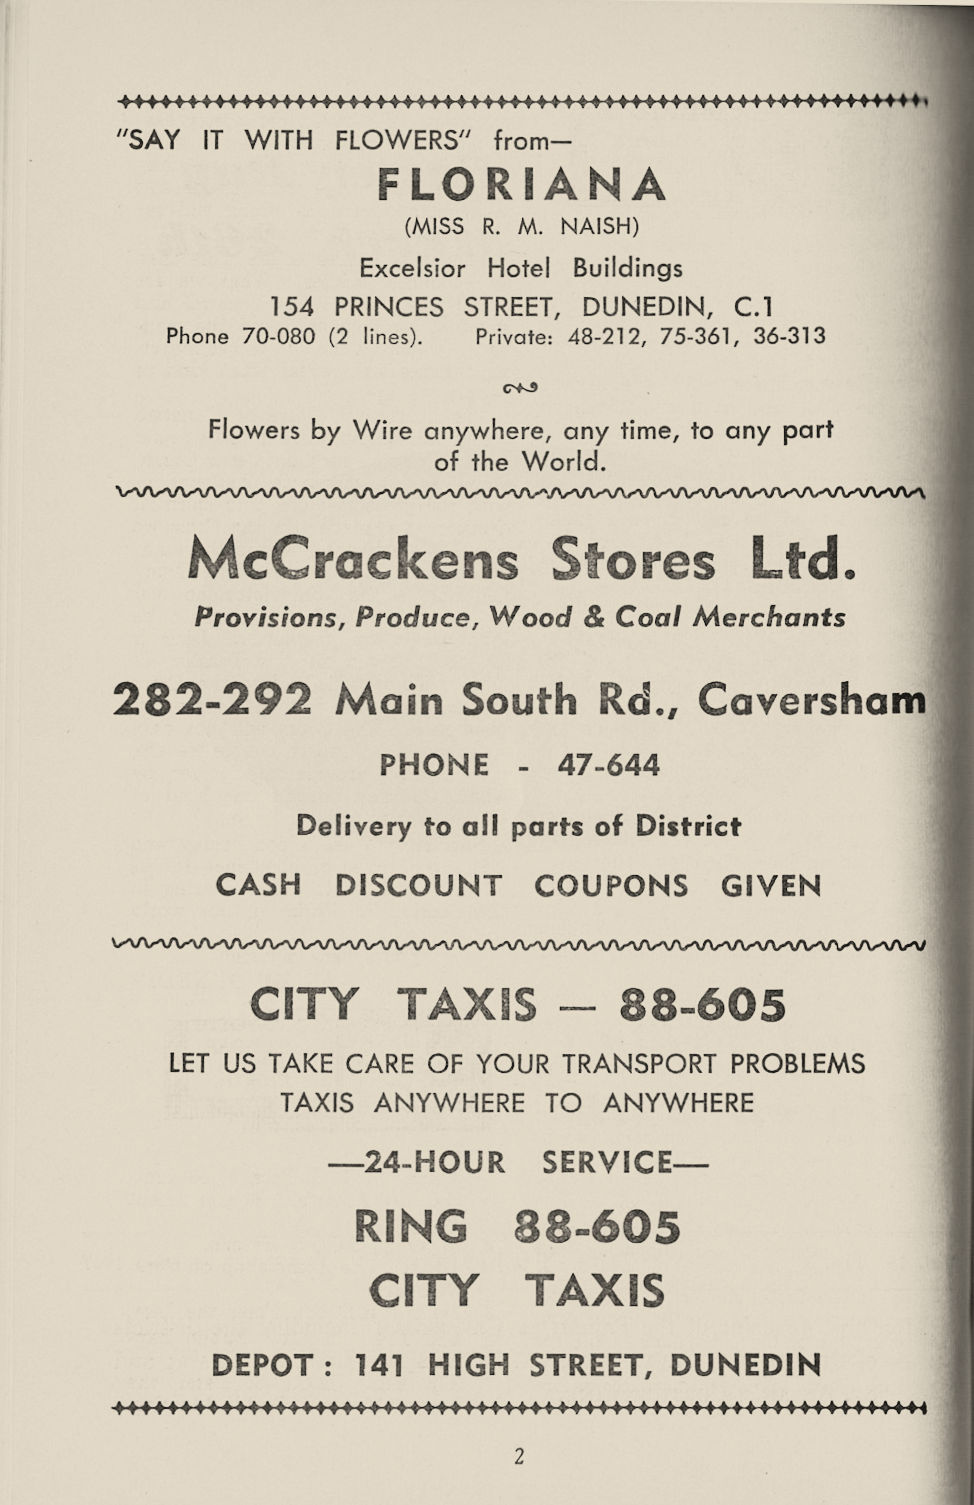 "SAY IT WITH FLOWERS" from—
FLORIANA
(MISS R. M. NAISH)
Excelsior Hotel Buildings
154 PRINCES STREET, DUNEDIN, C.1
Phone 70-080 (2 lines). Private: 48-212, 75-361, 36-313
Flowers by Wire anywhere, any time, to any part
of the World.
McCrackens Stores Ltd.
Provisions, Produce, Wood & Coal Merchants
282-292 Main South Rd., Caversham
PHONE - 47-644
Delivery to all parts of District
CASH DISCOUNT COUPONS GIVEN
CITY TAXIS — 88-605
LET US TAKE CARE OF YOUR TRANSPORT PROBLEMS
TAXIS ANYWHERE TO ANYWHERE
—24-HOUR SERVICE—
RING 88-605
CITY TAXIS
DEPOT : 141 HIGH STREET, DUNEDIN
2